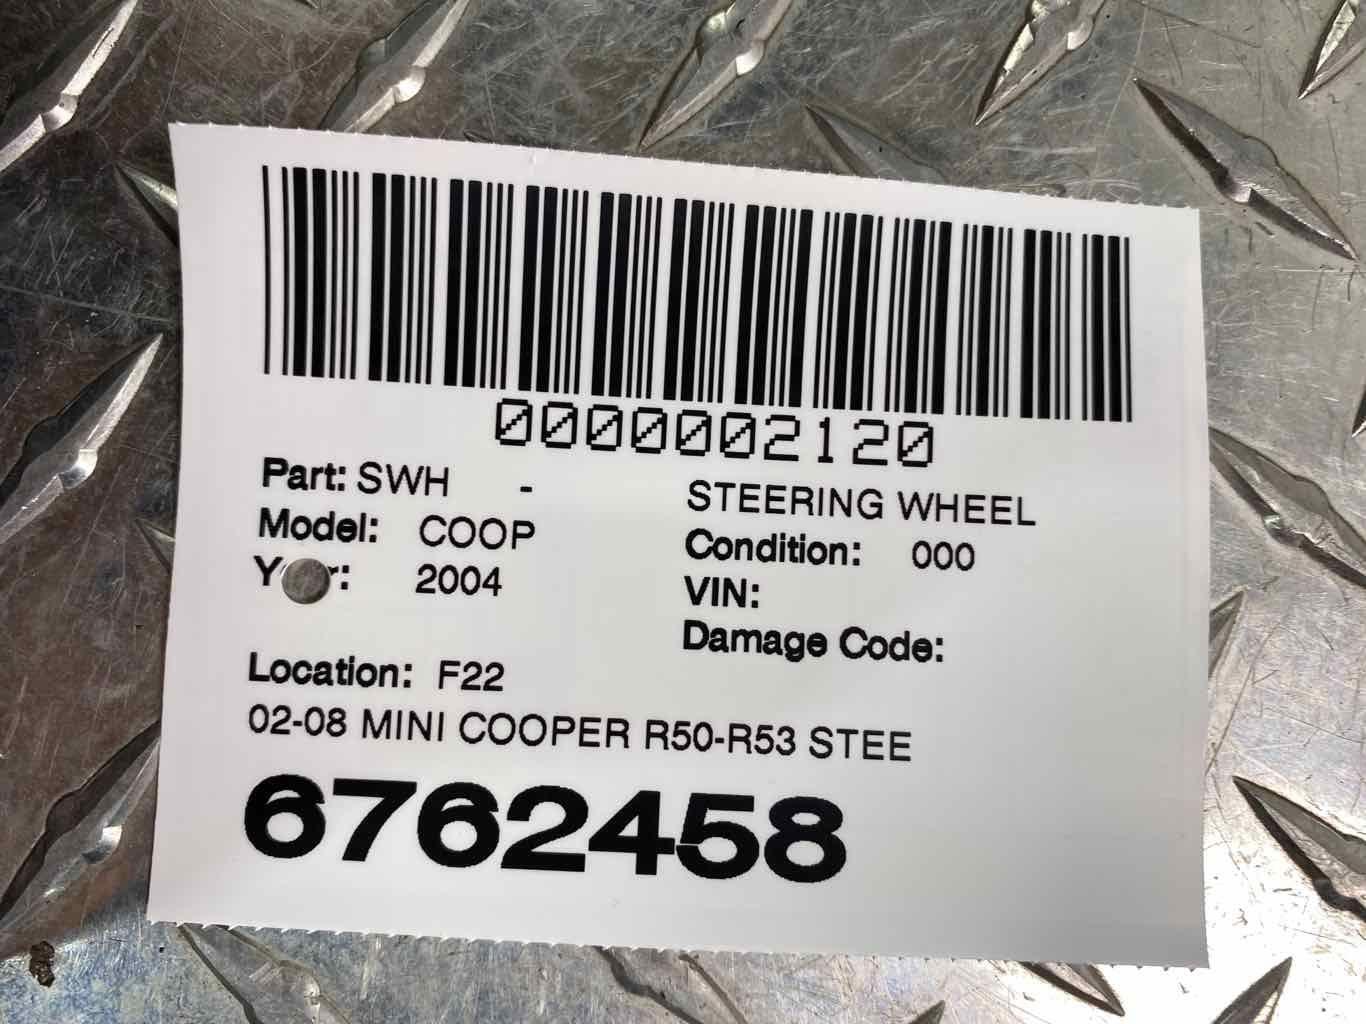 0000002120
Part: SWH - STEERING WHEEL
Model: COOP Condition: 000
2004 VIN:
Damage Code:
Location: F22
02-08 MINI COOPER R50-R53 STEE
6762458